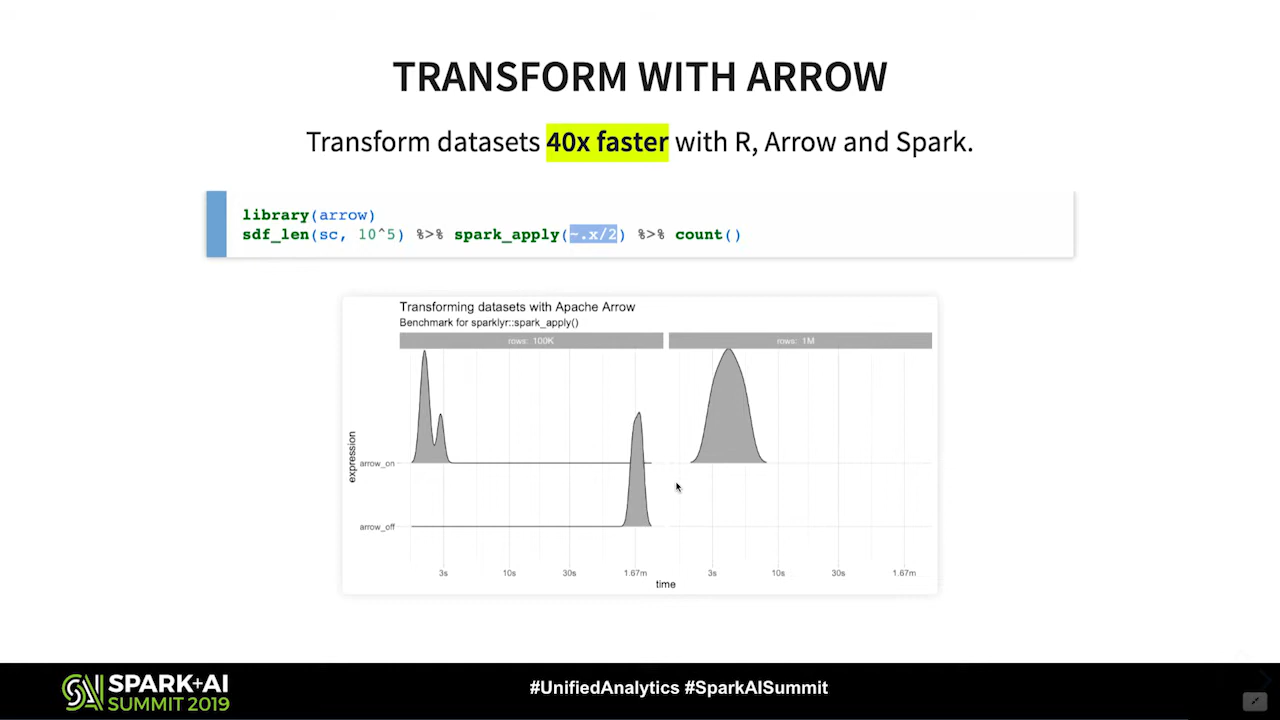 TRANSFORM WITH ARROW
Transform datasets 40x faster with R, Arrow and Spark.
library(arrow)
sdf_len(sc, 10^5) %>% spark_apply(~.x/2) %>% count()
Transforming datasets with Apache Arrow
Benchmark for sparklyr::spark_apply()
rows: 100K rows: 1M
expression
arrow_on
arrow_off
3s 10s 30s 1.67m 3s 10s 30s 1.67m
time
SPARK+AI
SUMMIT 2019
#UnifiedAnalytics #SparkAISummit